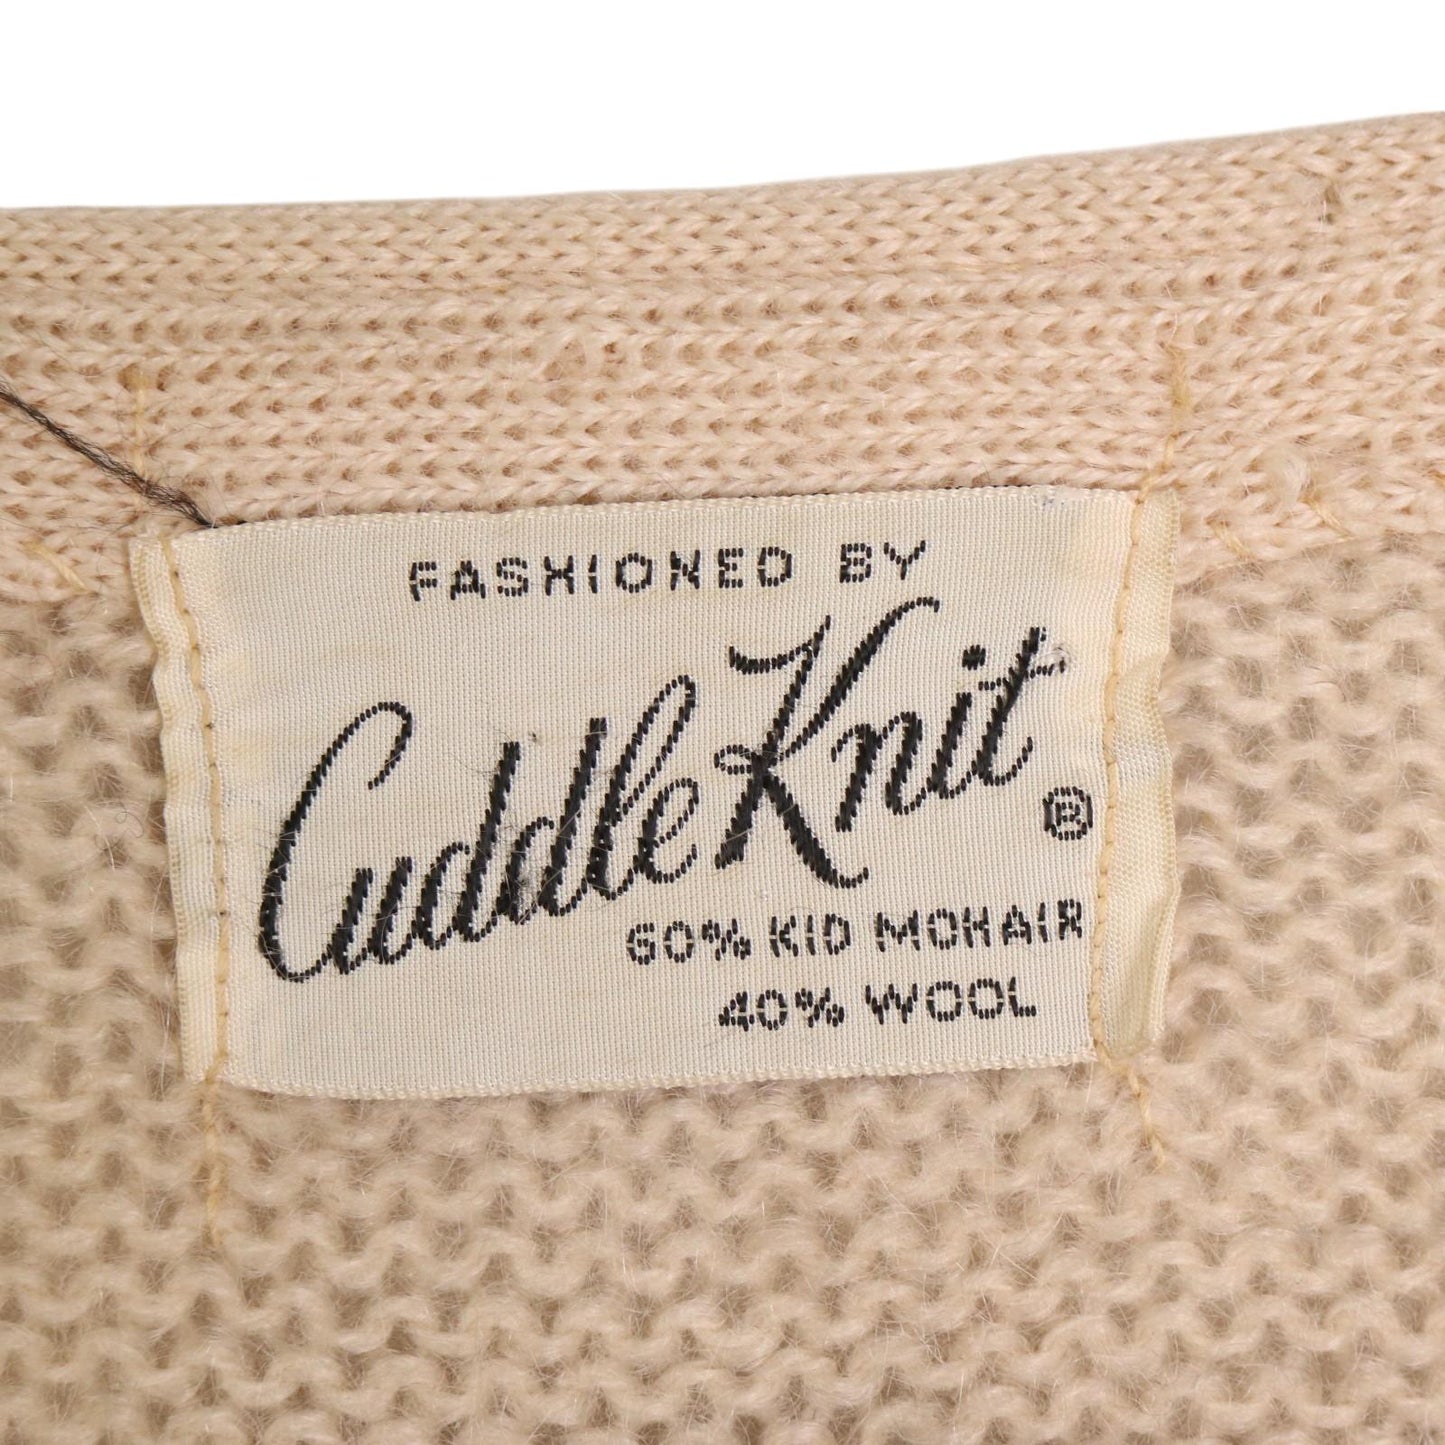 FASHIONED BY
Cuddle Knit ®
60% KID MOHAIR
40% WOOL